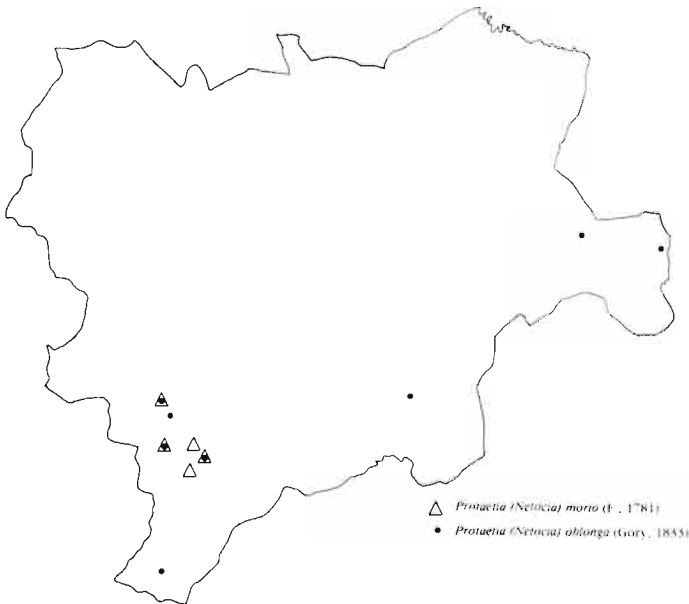 Protaetia (Netocia) morio (F., 1781)
Protaetia (Netocia) oblonga (Gory, 1833)